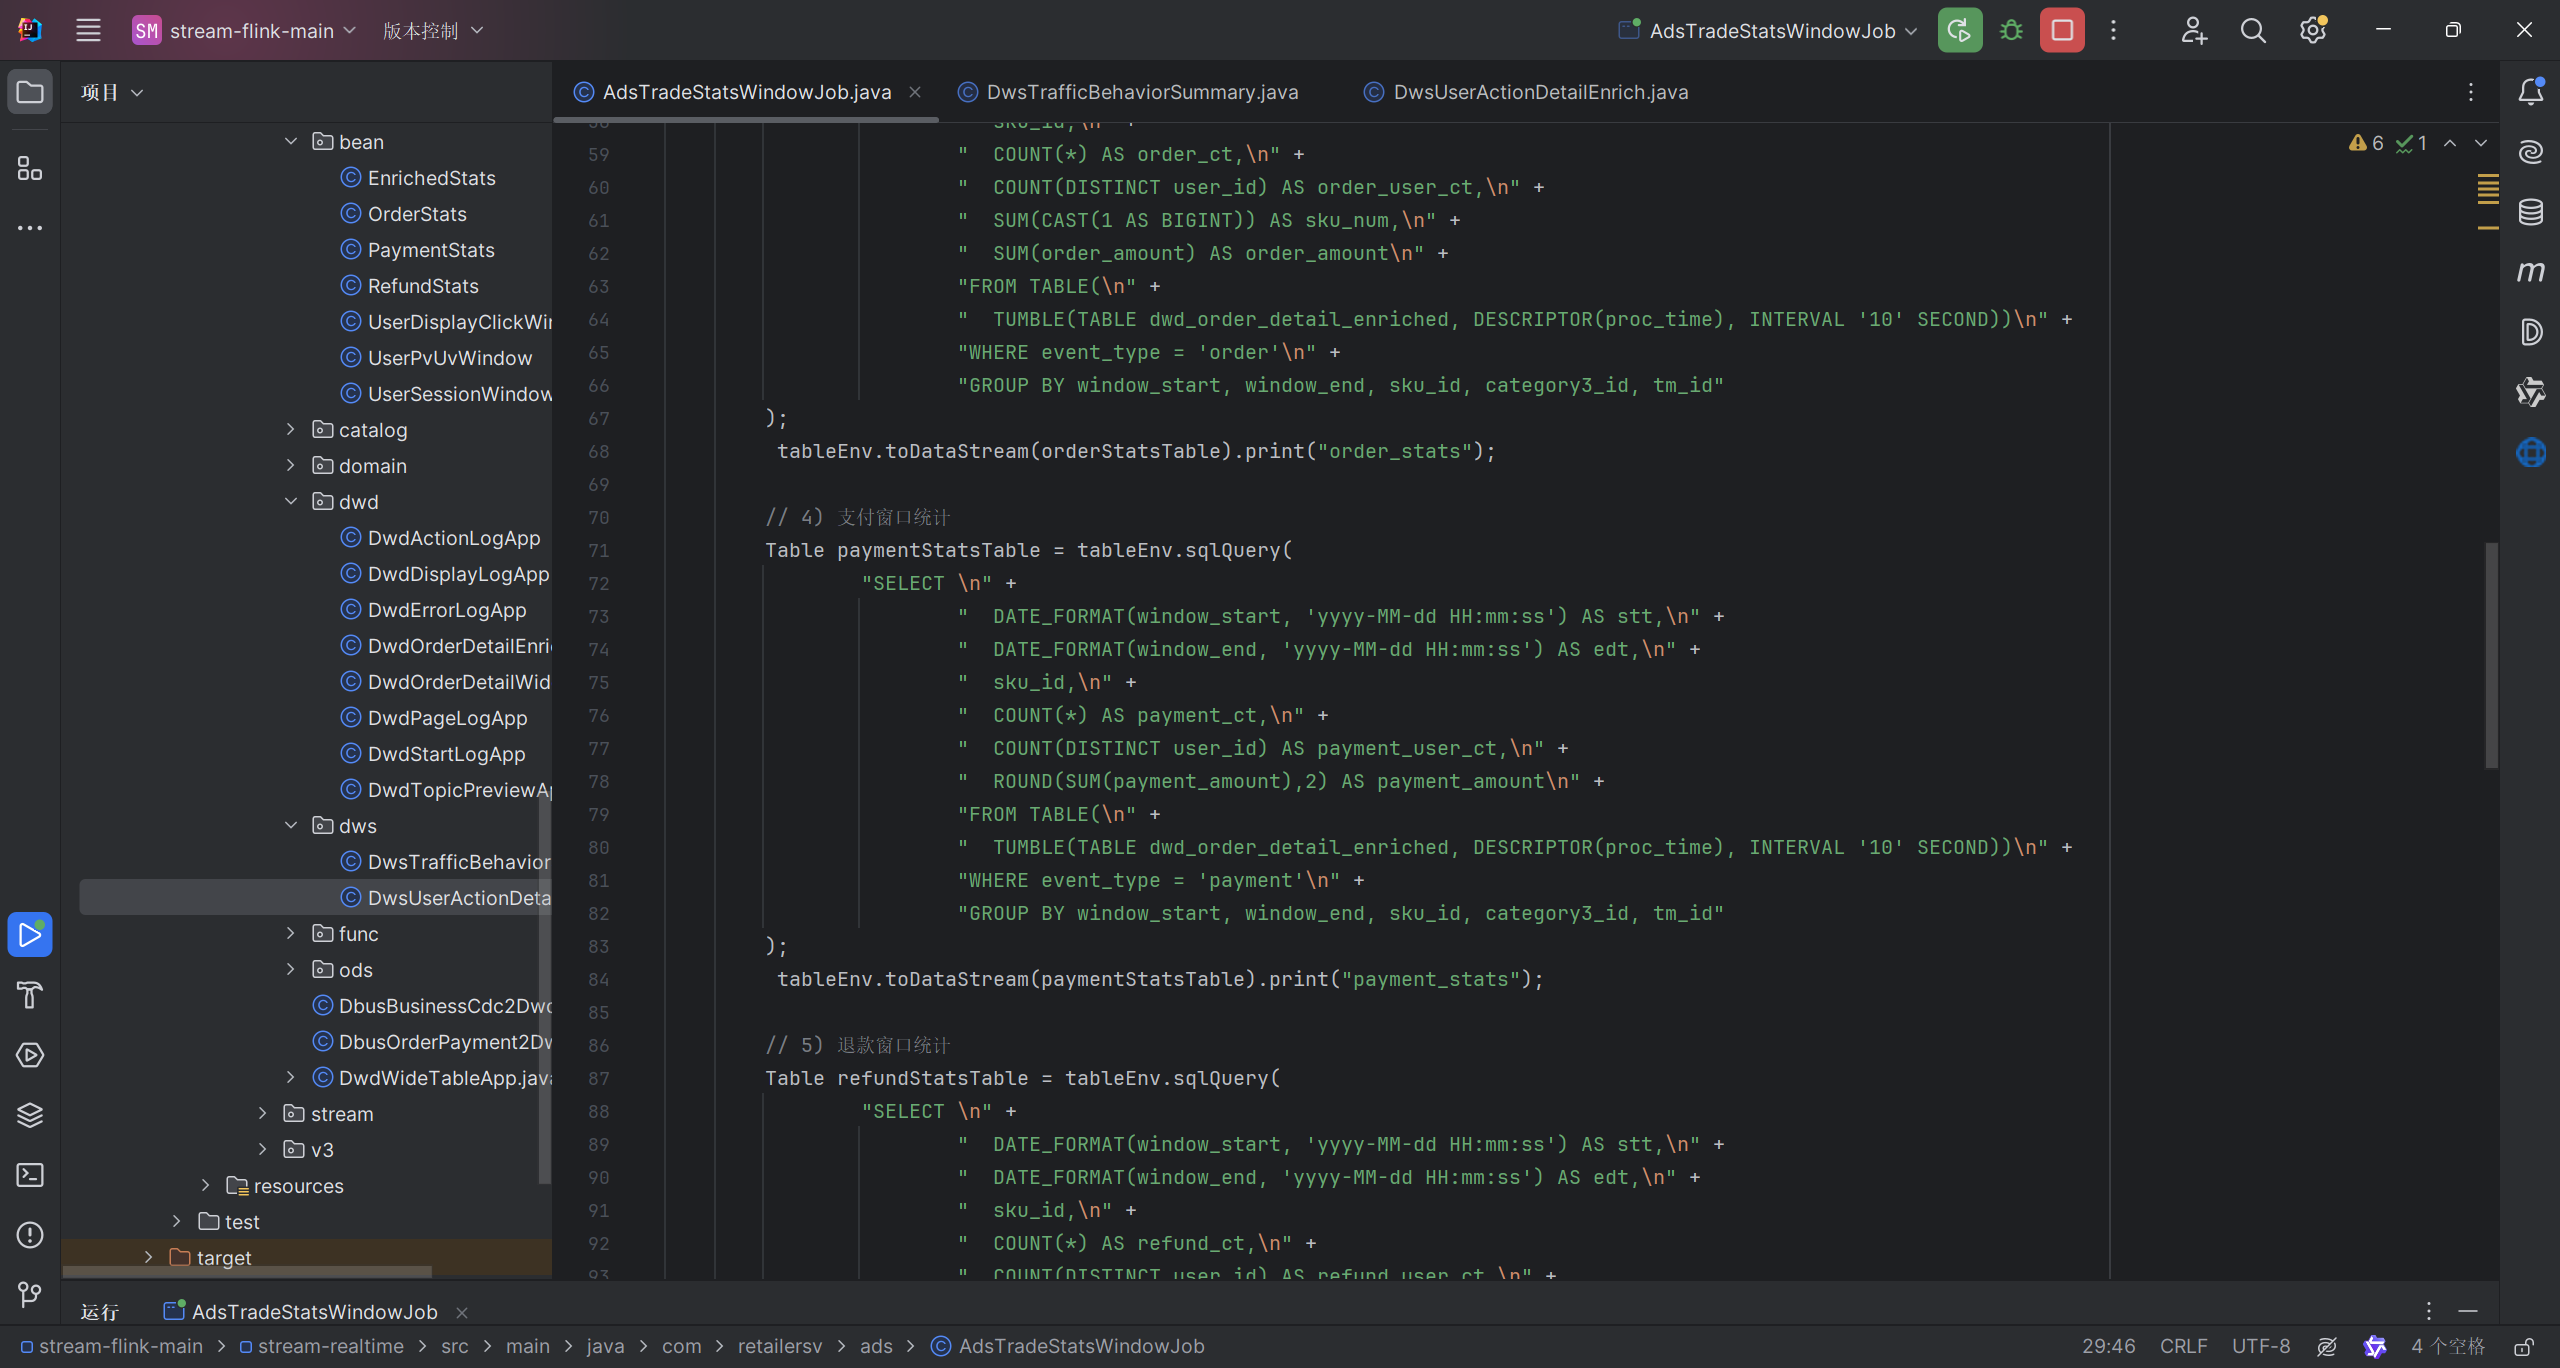 SM stream-flink-main 版本控制 AdsTradeStatsWindowJob
项目
bean
EnrichedStats
OrderStats
PaymentStats
RefundStats
UserDisplayClickWi
UserPvUvWindow
UserSessionWindow
catalog
domain
dwd
DwdActionLogApp
DwdDisplayLogApp
DwdErrorLogApp
DwdOrderDetailEnri
DwdOrderDetailWid
DwdPageLogApp
DwdStartLogApp
DwdTopicPreviewA
dws
DwsTrafficBehavior
DwsUserActionDeta
func
ods
DbusBusinessCdc2Dwd
DbusOrderPayment2Dw
DwdWideTableApp.java
stream
v3
resources
test
target
AdsTradeStatsWindowJob.java DwsTrafficBehaviorSummary.java DwsUserActionDetailEnrich.java
6 1
58 " sku_id,\n" +
59 " COUNT(*) AS order_ct,\n" +
60 " COUNT(DISTINCT user_id) AS order_user_ct,\n" +
61 " SUM(CAST(1 AS BIGINT)) AS sku_num,\n" +
62 " SUM(order_amount) AS order_amount\n" +
63 "FROM TABLE(\n" +
64 " TUMBLE(TABLE dwd_order_detail_enriched, DESCRIPTOR(proc_time), INTERVAL '10' SECOND))\n" +
65 "WHERE event_type = 'order'\n" +
66 "GROUP BY window_start, window_end, sku_id, category3_id, tm_id"
67 );
68 tableEnv.toDataStream(orderStatsTable).print("order_stats");
69
70 // 4) 支付窗口统计
71 Table paymentStatsTable = tableEnv.sqlQuery(
72 "SELECT \n" +
73 " DATE_FORMAT(window_start, 'yyyy-MM-dd HH:mm:ss') AS stt,\n" +
74 " DATE_FORMAT(window_end, 'yyyy-MM-dd HH:mm:ss') AS edt,\n" +
75 " sku_id,\n" +
76 " COUNT(*) AS payment_ct,\n" +
77 " COUNT(DISTINCT user_id) AS payment_user_ct,\n" +
78 " ROUND(SUM(payment_amount),2) AS payment_amount\n" +
79 "FROM TABLE(\n" +
80 " TUMBLE(TABLE dwd_order_detail_enriched, DESCRIPTOR(proc_time), INTERVAL '10' SECOND))\n" +
81 "WHERE event_type = 'payment'\n" +
82 "GROUP BY window_start, window_end, sku_id, category3_id, tm_id"
83 );
84 tableEnv.toDataStream(paymentStatsTable).print("payment_stats");
85
86 // 5) 退款窗口统计
87 Table refundStatsTable = tableEnv.sqlQuery(
88 "SELECT \n" +
89 " DATE_FORMAT(window_start, 'yyyy-MM-dd HH:mm:ss') AS stt,\n" +
90 " DATE_FORMAT(window_end, 'yyyy-MM-dd HH:mm:ss') AS edt,\n" +
91 " sku_id,\n" +
92 " COUNT(*) AS refund_ct,\n" +
93 " COUNT(DISTINCT user_id) AS refund_user_ct,\n" +
运行 AdsTradeStatsWindowJob
stream-flink-main > stream-realtime > src > main > java > com > retailersv > ads > AdsTradeStatsWindowJob 29:46 CRLF UTF-8 4 个空格